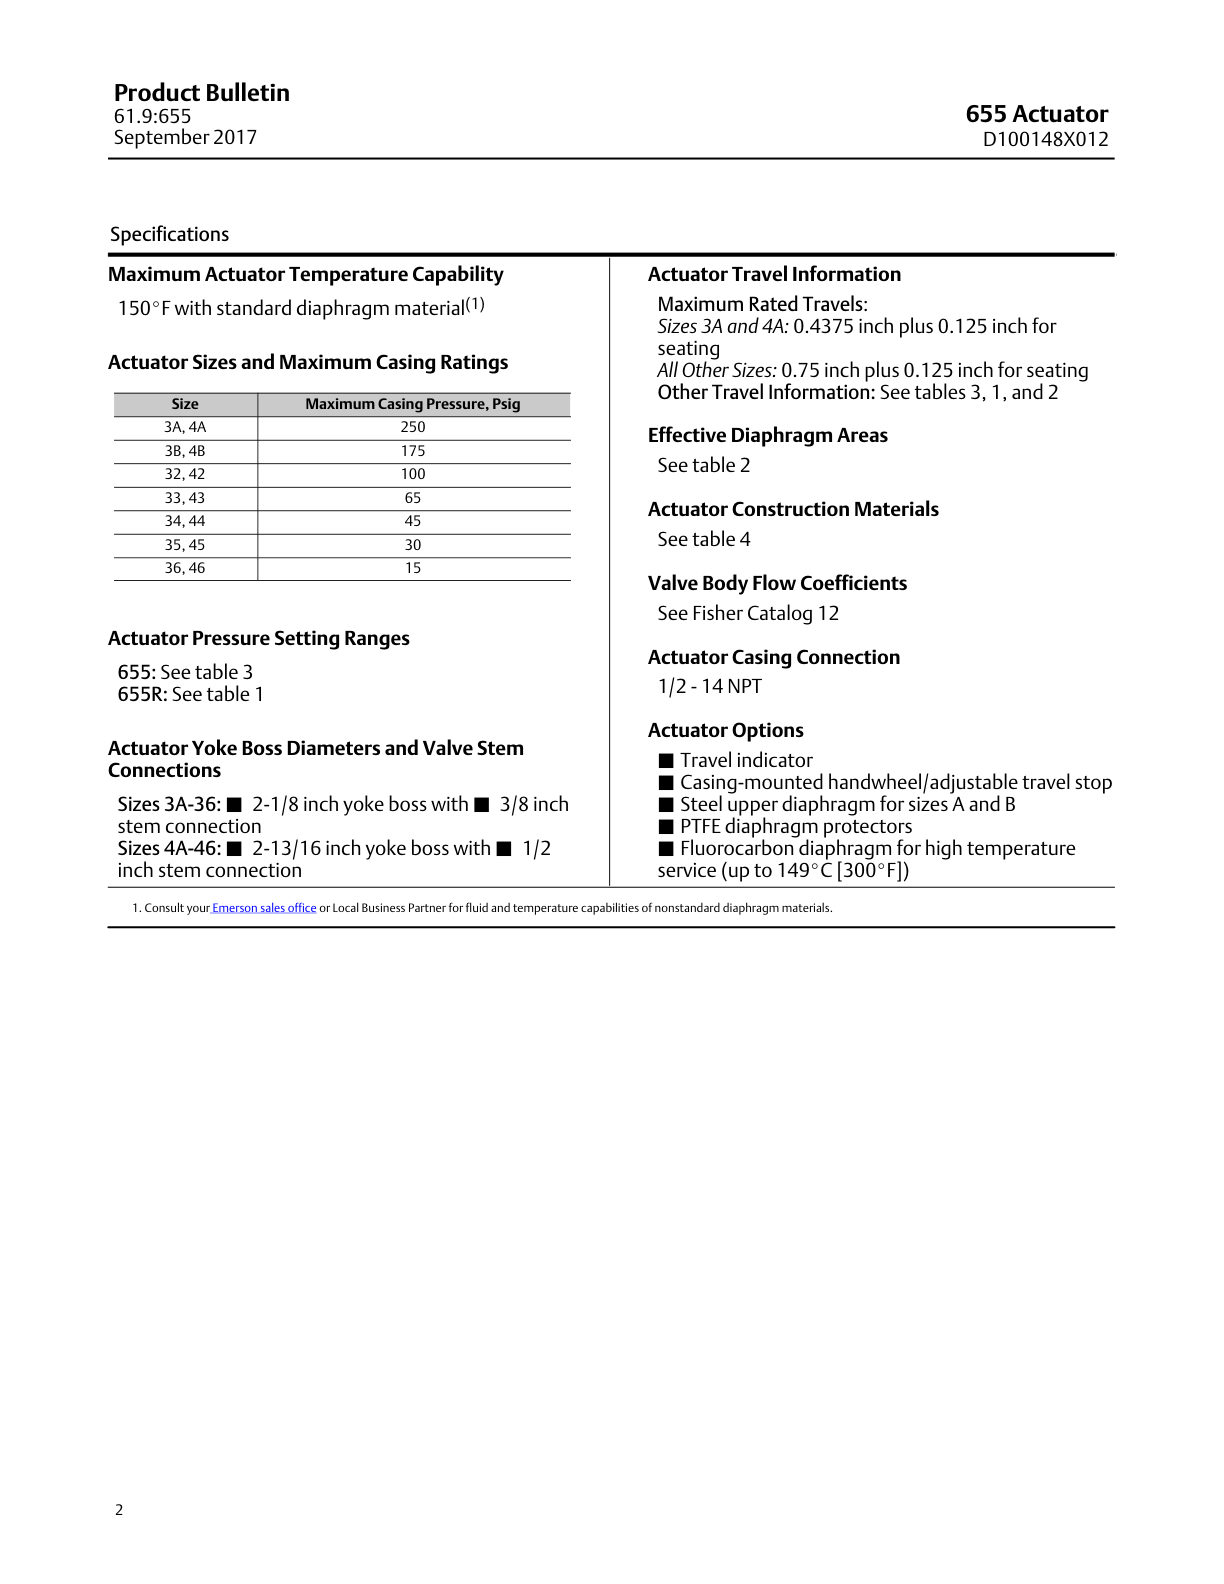 Product Bulletin
61.9:655
September 2017
655 Actuator
D100148X012
Specifications
Maximum Actuator Temperature Capability
150°F with standard diaphragm material(1)
Actuator Sizes and Maximum Casing Ratings
Size Maximum Casing Pressure, Psig
3A, 4A 250
3B, 4B 175
32, 42 100
33, 43 65
34, 44 45
35, 45 30
36, 46 15
Actuator Pressure Setting Ranges
655: See table 3
655R: See table 1
Actuator Yoke Boss Diameters and Valve Stem
Connections
Sizes 3A-36: ■ 2-1/8 inch yoke boss with ■ 3/8 inch
stem connection
Sizes 4A-46: ■ 2-13/16 inch yoke boss with ■ 1/2
inch stem connection
Actuator Travel Information
Maximum Rated Travels:
Sizes 3A and 4A: 0.4375 inch plus 0.125 inch for
seating
All Other Sizes: 0.75 inch plus 0.125 inch for seating
Other Travel Information: See tables 3, 1, and 2
Effective Diaphragm Areas
See table 2
Actuator Construction Materials
See table 4
Valve Body Flow Coefficients
See Fisher Catalog 12
Actuator Casing Connection
1/2 - 14 NPT
Actuator Options
■ Travel indicator
■ Casing-mounted handwheel/adjustable travel stop
■ Steel upper diaphragm for sizes A and B
■ PTFE diaphragm protectors
■ Fluorocarbon diaphragm for high temperature
service (up to 149°C [300°F])
1. Consult your Emerson sales office or Local Business Partner for fluid and temperature capabilities of nonstandard diaphragm materials.
2